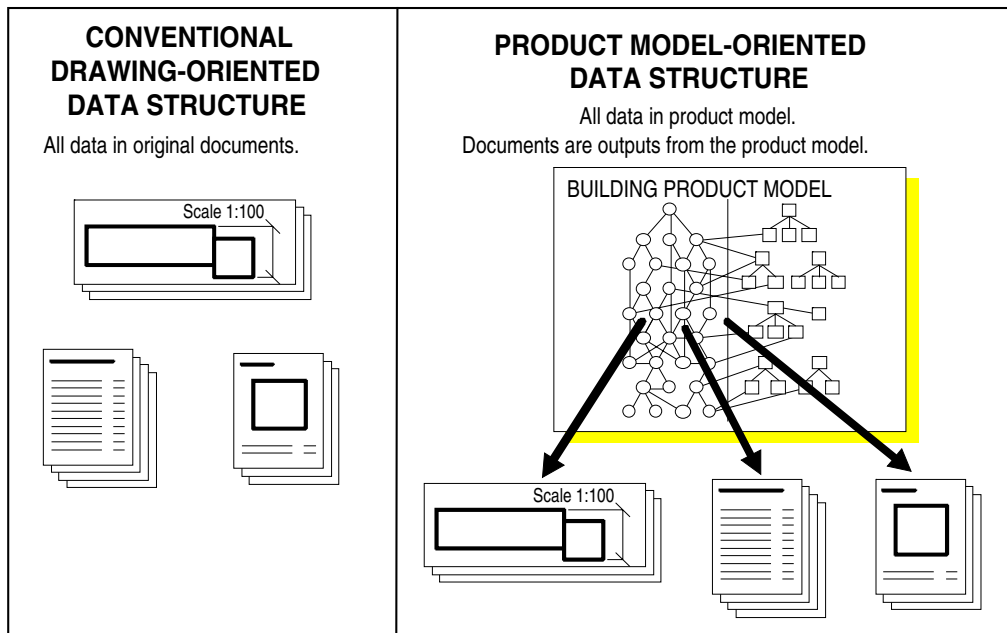 CONVENTIONAL
DRAWING-ORIENTED
DATA STRUCTURE
All data in original documents.
Scale 1:100
PRODUCT MODEL-ORIENTED
DATA STRUCTURE
All data in product model.
Documents are outputs from the product model.
BUILDING PRODUCT MODEL
Scale 1:100